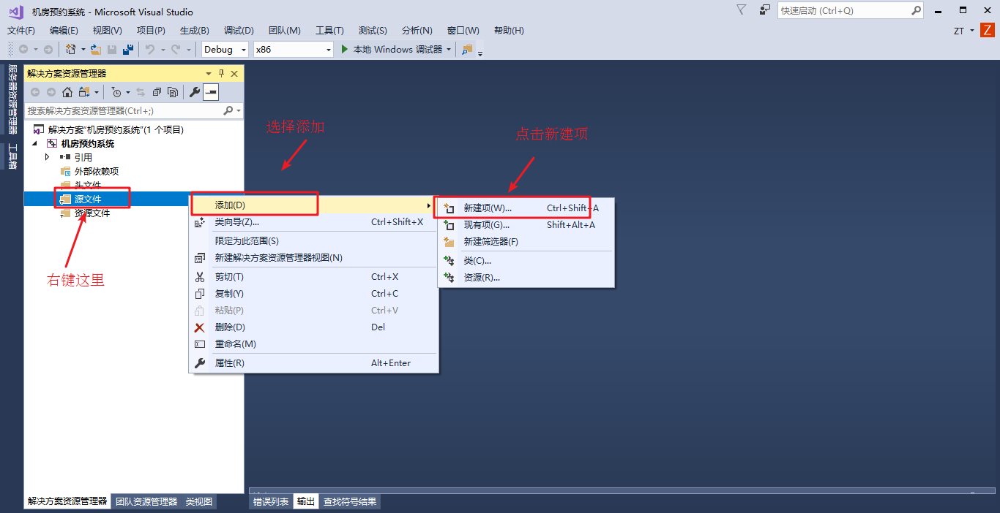 机房预约系统 - Microsoft Visual Studio
快速启动 (Ctrl+Q)
文件(F) 编辑(E) 视图(V) 项目(P) 生成(B) 调试(D) 团队(M) 工具(T) 测试(S) 分析(N) 窗口(W) 帮助(H)
ZT Z
Debug x86 本地 Windows 调试器
服务器资源管理器
工具箱
解决方案资源管理器
搜索解决方案资源管理器(Ctrl+;)
解决方案"机房预约系统"(1 个项目)
机房预约系统
引用
外部依赖项
头文件
源文件
资源文件
右键这里
选择添加
点击新建项
添加(D)
类向导(Z)... Ctrl+Shift+X
限定为此范围(S)
新建解决方案资源管理器视图(N)
剪切(T) Ctrl+X
复制(Y) Ctrl+C
粘贴(P) Ctrl+V
删除(D) Del
重命名(M)
属性(R) Alt+Enter
新建项(W)... Ctrl+Shift+A
现有项(G)... Shift+Alt+A
新建筛选器(F)
类(C)...
资源(R)...
解决方案资源管理器 团队资源管理器 类视图
错误列表 输出 查找符号结果